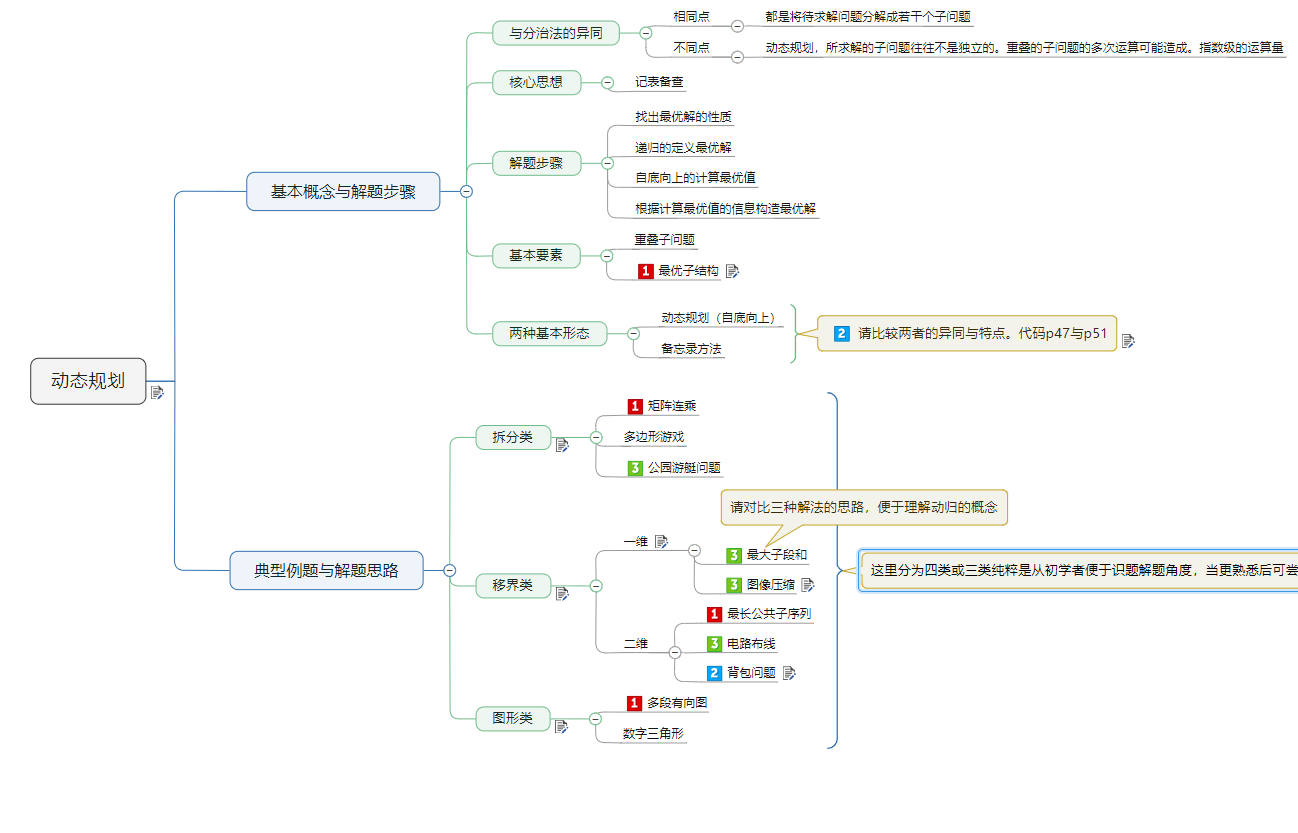 动态规划
基本概念与解题步骤
与分治法的异同
相同点
都是将待求解问题分解成若干个子问题
不同点
动态规划，所求解的子问题往往不是独立的。重叠的子问题的多次运算可能造成。指数级的运算量
核心思想
记表备查
解题步骤
找出最优解的性质
递归的定义最优解
自底向上的计算最优值
根据计算最优值的信息构造最优解
基本要素
重叠子问题
1 最优子结构
两种基本形态
动态规划（自底向上）
备忘录方法
2 请比较两者的异同与特点。代码p47与p51
典型例题与解题思路
拆分类
1 矩阵连乘
多边形游戏
3 公园游艇问题
移界类
一维
请对比三种解法的思路，便于理解动归的概念
3 最大子段和
3 图像压缩
二维
1 最长公共子序列
3 电路布线
2 背包问题
图形类
1 多段有向图
数字三角形
这里分为四类或三类纯粹是从初学者便于识题解题角度，当更熟悉后可尝